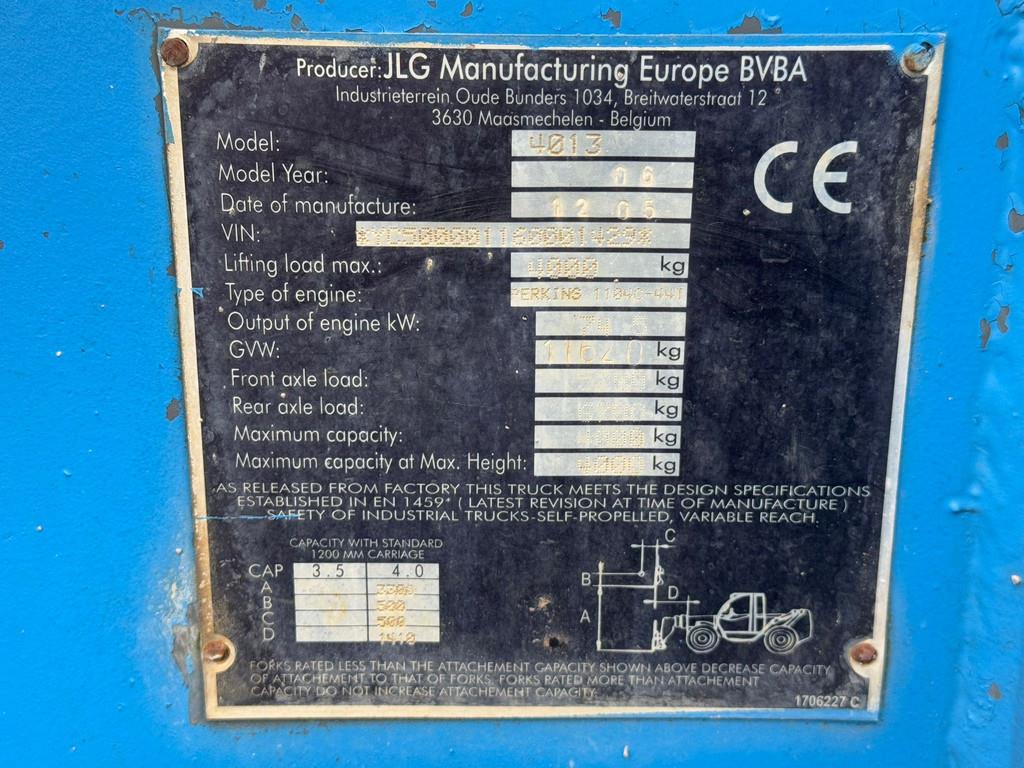 Producer: JLG Manufacturing Europe BVBA
Industrieterrein Oude Bunders 1034, Breitwaterstraat 12
3630 Maasmechelen - Belgium
Model: 4013
Model Year: 06
Date of manufacture: 12 05
CE
VIN:
Lifting load max.: 4000 kg
Type of engine: PERKINS 1104C-44T
Output of engine kW:
GVW: 11620 kg
Front axle load: kg
Rear axle load: kg
Maximum capacity: 4000 kg
Maximum capacity at Max. Height: 4000 kg
AS RELEASED FROM FACTORY THIS TRUCK MEETS THE DESIGN SPECIFICATIONS
ESTABLISHED IN EN 1459* ( LATEST REVISION AT TIME OF MANUFACTURE )
SAFETY OF INDUSTRIAL TRUCKS-SELF-PROPELLED, VARIABLE REACH.
CAPACITY WITH STANDARD
1200 MM CARRIAGE
CAP 3.5 4.0
A 3300
B 500
C 500
D 1410
C
B
D
A
FORKS RATED LESS THAN THE ATTACHEMENT CAPACITY SHOWN ABOVE DECREASE CAPACITY
OF ATTACHEMENT TO THAT OF FORKS. FORKS RATED MORE THAN ATTACHEMENT
CAPACITY DO NOT INCREASE ATTACHEMENT CAPACITY.
1706227 C